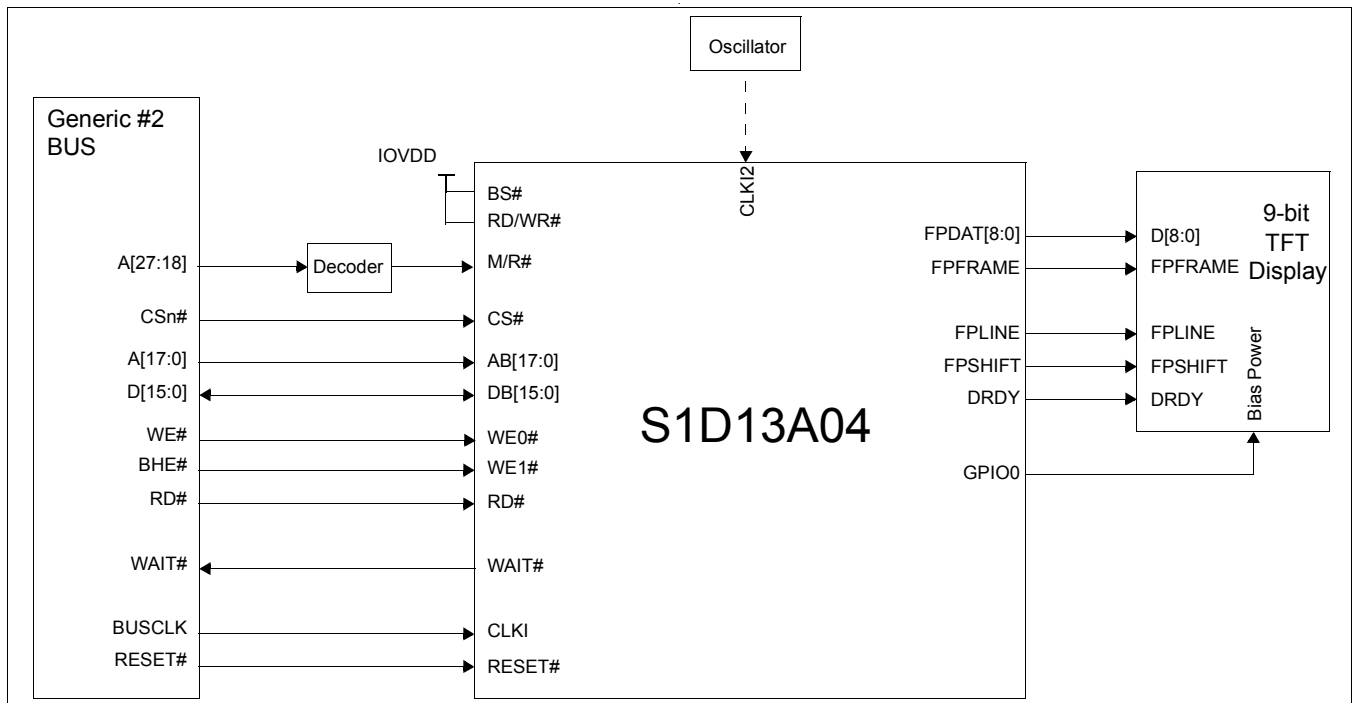 Oscillator
Generic #2
BUS
IOVDD
CLKI2
BS#
RD/WR#
9-bit
TFT
Display
FPDAT[8:0]
D[8:0]
A[27:18]
Decoder
M/R#
FPFRAME
FPFRAME
CSn#
CS#
FPLINE
FPLINE
A[17:0]
AB[17:0]
FPSHIFT
FPSHIFT
D[15:0]
DB[15:0]
DRDY
DRDY
Bias Power
S1D13A04
WE#
WE0#
BHE#
WE1#
GPIO0
RD#
RD#
WAIT#
WAIT#
BUSCLK
CLKI
RESET#
RESET#